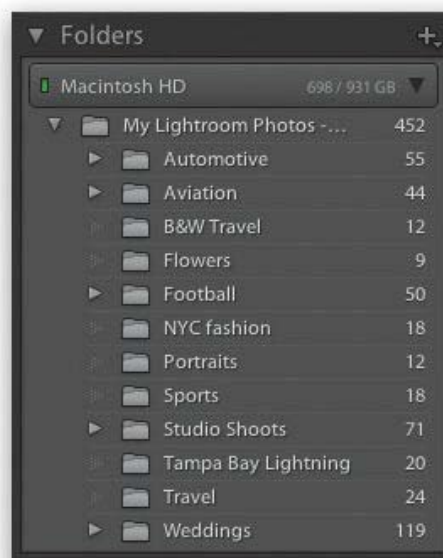 Folders
Macintosh HD 698 / 931 GB
My Lightroom Photos -... 452
Automotive 55
Aviation 44
B&W Travel 12
Flowers 9
Football 50
NYC fashion 18
Portraits 12
Sports 18
Studio Shoots 71
Tampa Bay Lightning 20
Travel 24
Weddings 119